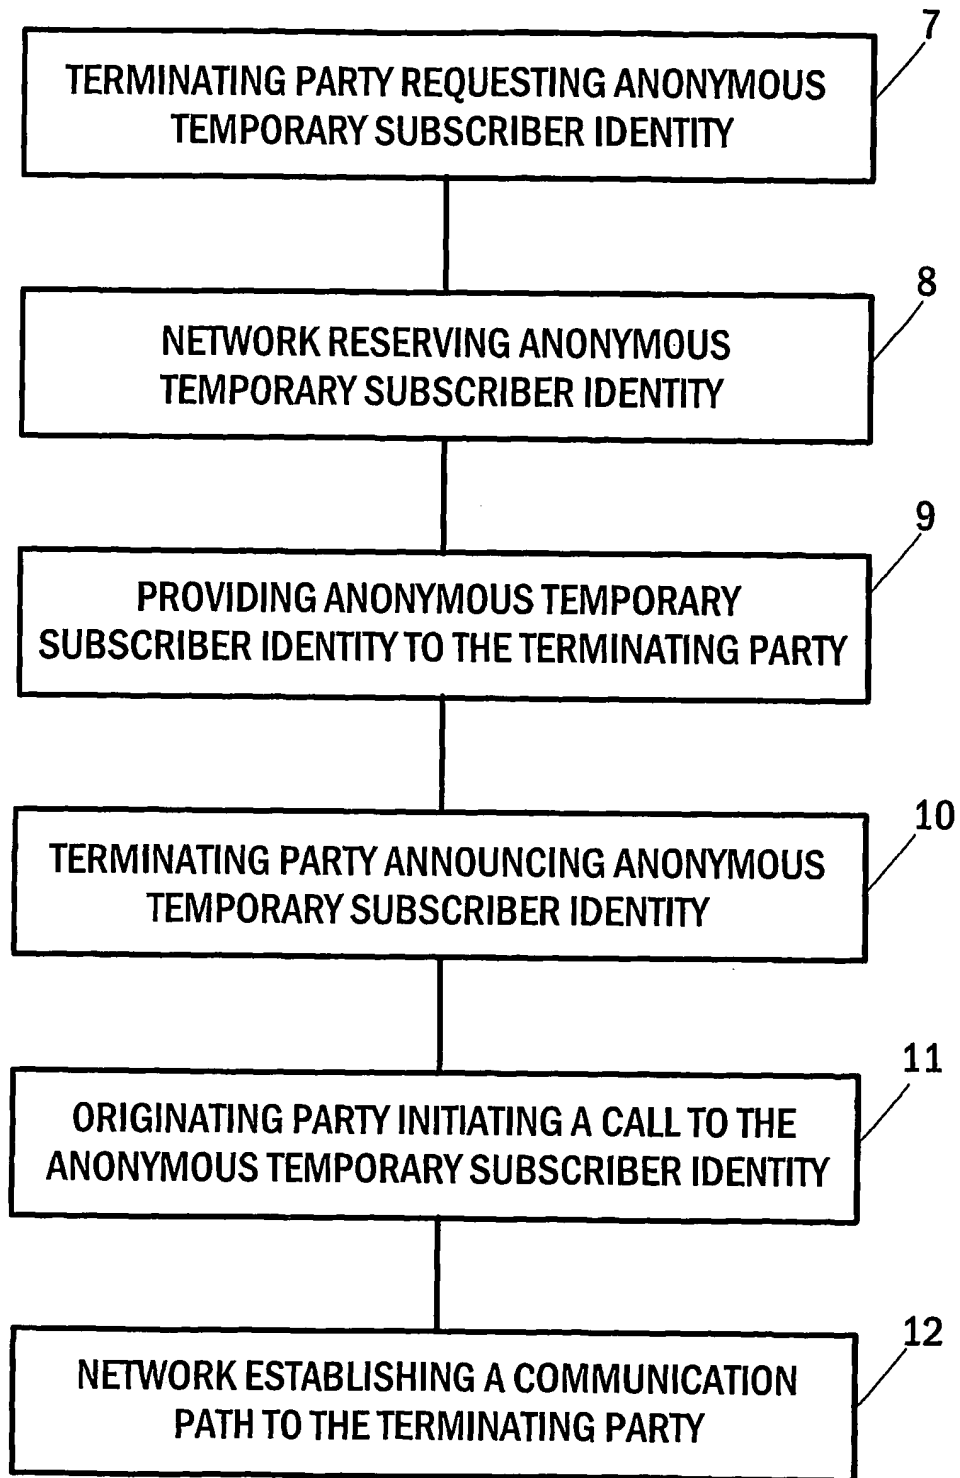 7
TERMINATING PARTY REQUESTING ANONYMOUS
TEMPORARY SUBSCRIBER IDENTITY
8
NETWORK RESERVING ANONYMOUS
TEMPORARY SUBSCRIBER IDENTITY
9
PROVIDING ANONYMOUS TEMPORARY
SUBSCRIBER IDENTITY TO THE TERMINATING PARTY
10
TERMINATING PARTY ANNOUNCING ANONYMOUS
TEMPORARY SUBSCRIBER IDENTITY
11
ORIGINATING PARTY INITIATING A CALL TO THE
ANONYMOUS TEMPORARY SUBSCRIBER IDENTITY
12
NETWORK ESTABLISHING A COMMUNICATION
PATH TO THE TERMINATING PARTY